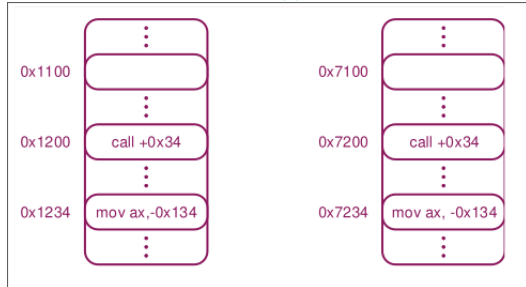 0x1100
0x7100
0x1200 call +0x34
0x7200 call +0x34
0x1234 mov ax,-0x134
0x7234 mov ax, -0x134